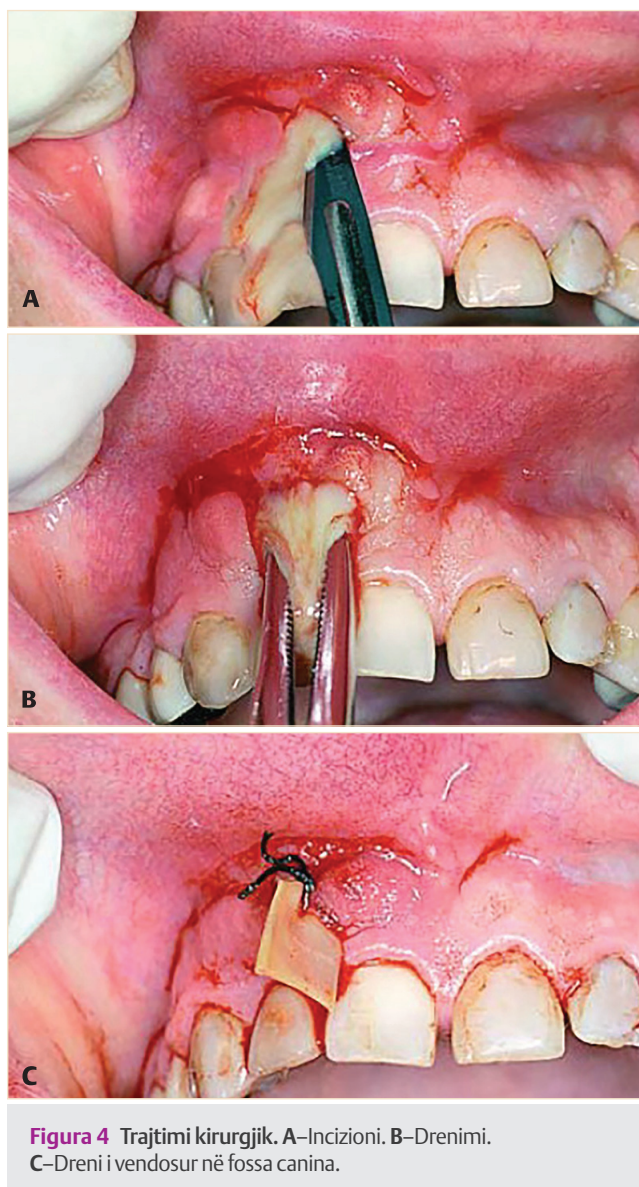 A
B
C
Figura 4 Trajtimi kirurgjik. A–Incizioni. B–Drenimi.
C–Dreni i vendosur në fossa canina.